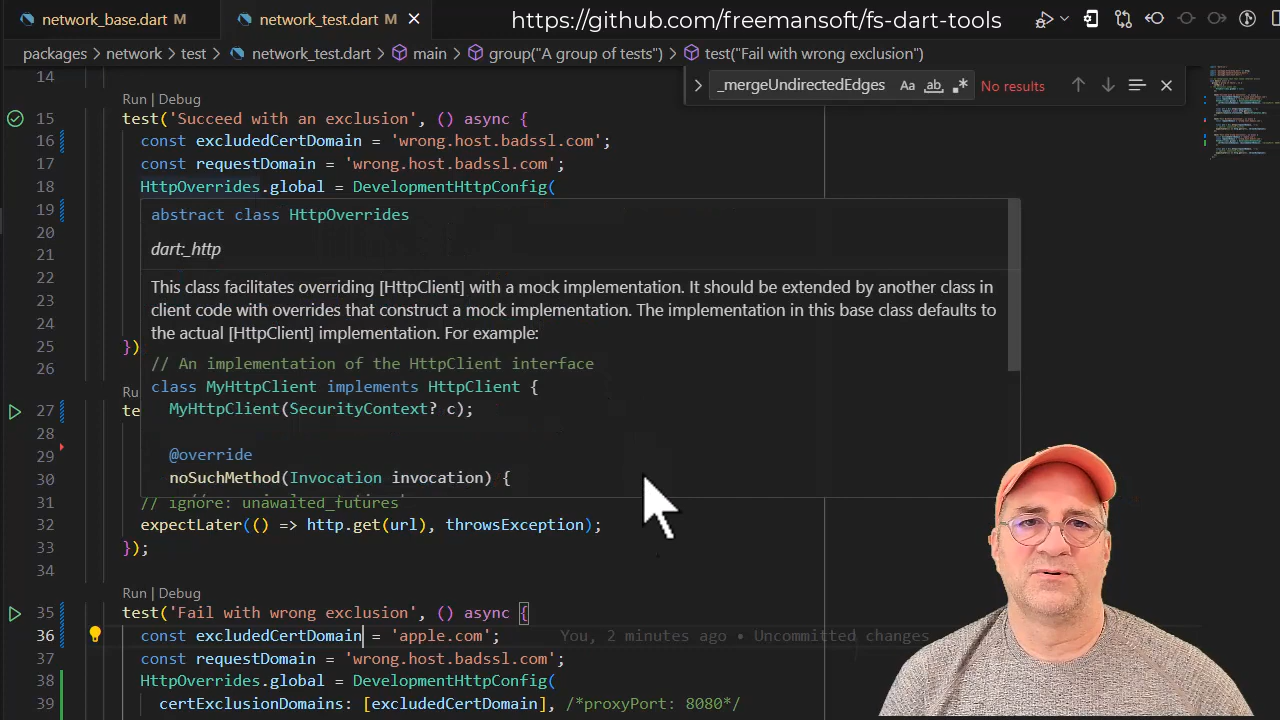 network_base.dart M
network_test.dart M
https://github.com/freemansoft/fs-dart-tools
packages > network > test > network_test.dart > main > group("A group of tests") > test("Fail with wrong exclusion")
_mergeUndirectedEdges Aa ab No results
14
Run | Debug
15 test('Succeed with an exclusion', () async {
16 const excludedCertDomain = 'wrong.host.badssl.com';
17 const requestDomain = 'wrong.host.badssl.com';
18 HttpOverrides.global = DevelopmentHttpConfig(
19
abstract class HttpOverrides
20
dart:_http
21
22
This class facilitates overriding [HttpClient] with a mock implementation. It should be extended by another class in
23
client code with overrides that construct a mock implementation. The implementation in this base class defaults to
24
the actual [HttpClient] implementation. For example:
25 })
26
// An implementation of the HttpClient interface
class MyHttpClient implements HttpClient {
Ru
27 te
MyHttpClient(SecurityContext? c);
28
29
@override
30
noSuchMethod(Invocation invocation) {
31 // ignore: unawaited_futures
32 expectLater(() => http.get(url), throwsException);
33 });
34
Run | Debug
35 test('Fail with wrong exclusion', () async {
36 const excludedCertDomain = 'apple.com'; You, 2 minutes ago • Uncommitted changes
37 const requestDomain = 'wrong.host.badssl.com';
38 HttpOverrides.global = DevelopmentHttpConfig(
39 certExclusionDomains: [excludedCertDomain], /*proxyPort: 8080*/